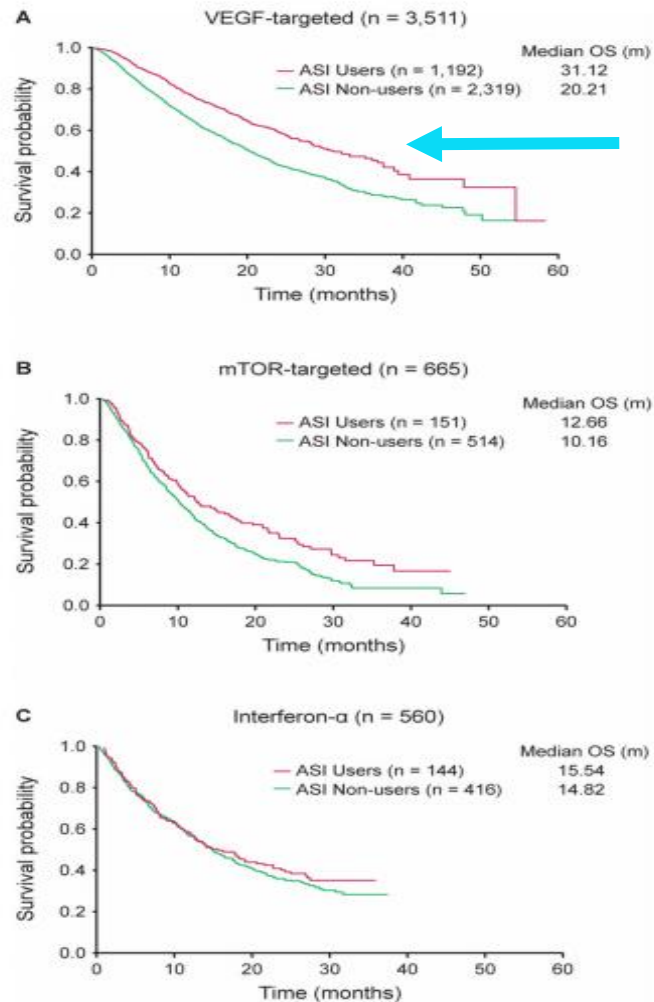 A
VEGF-targeted (n = 3,511)
Median OS (m)
ASI Users (n = 1,192) 31.12
ASI Non-users (n = 2,319) 20.21
Survival probability
1.0
0.8
0.6
0.4
0.2
0.0
0 10 20 30 40 50 60
Time (months)
B
mTOR-targeted (n = 665)
Median OS (m)
ASI Users (n = 151) 12.66
ASI Non-users (n = 514) 10.16
Survival probability
1.0
0.8
0.6
0.4
0.2
0.0
0 10 20 30 40 50 60
Time (months)
C
Interferon-α (n = 560)
Median OS (m)
ASI Users (n = 144) 15.54
ASI Non-users (n = 416) 14.82
Survival probability
1.0
0.8
0.6
0.4
0.2
0.0
0 10 20 30 40 50 60
Time (months)